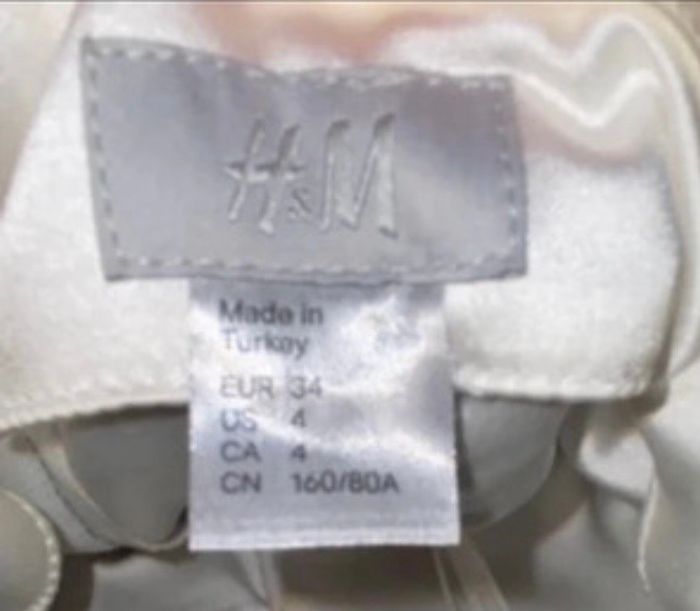 H&M
Made in
Turkey
EUR 34
US 4
CA 4
CN 160/80A